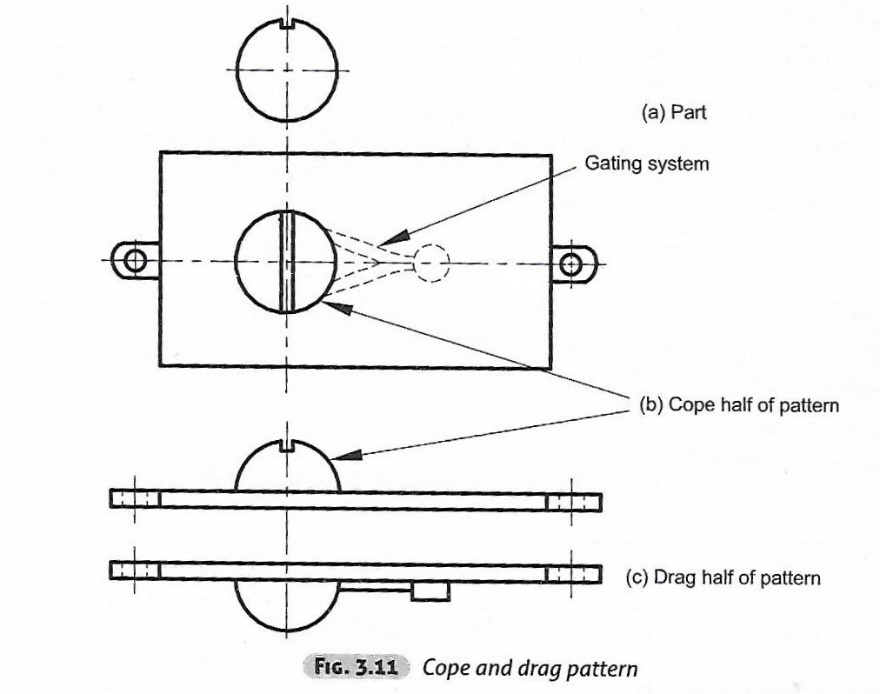 (a) Part
Gating system
(b) Cope half of pattern
(c) Drag half of pattern
FIG. 3.11 Cope and drag pattern